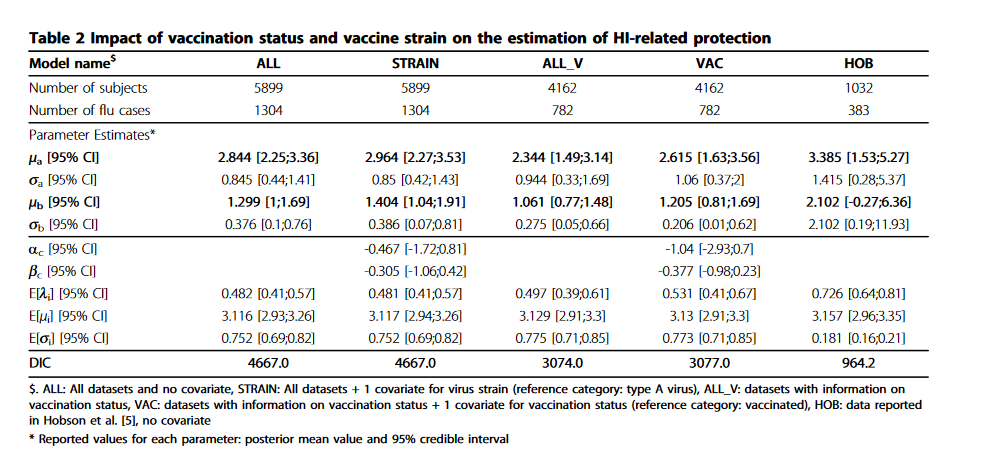 Table 2 Impact of vaccination status and vaccine strain on the estimation of HI-related protection
Model name$ ALL STRAIN ALL_V VAC HOB
Number of subjects 5899 5899 4162 4162 1032
Number of flu cases 1304 1304 782 782 383
Parameter Estimates*
μa [95% CI] 2.844 [2.25;3.36] 2.964 [2.27;3.53] 2.344 [1.49;3.14] 2.615 [1.63;3.56] 3.385 [1.53;5.27]
σa [95% CI] 0.845 [0.44;1.41] 0.85 [0.42;1.43] 0.944 [0.33;1.69] 1.06 [0.37;2] 1.415 [0.28;5.37]
μb [95% CI] 1.299 [1;1.69] 1.404 [1.04;1.91] 1.061 [0.77;1.48] 1.205 [0.81;1.69] 2.102 [-0.27;6.36]
σb [95% CI] 0.376 [0.1;0.76] 0.386 [0.07;0.81] 0.275 [0.05;0.66] 0.206 [0.01;0.62] 2.102 [0.19;11.93]
αc [95% CI] -0.467 [-1.72;0.81] -1.04 [-2.93;0.7]
βc [95% CI] -0.305 [-1.06;0.42] -0.377 [-0.98;0.23]
E[λi] [95% CI] 0.482 [0.41;0.57] 0.481 [0.41;0.57] 0.497 [0.39;0.61] 0.531 [0.41;0.67] 0.726 [0.64;0.81]
E[μi] [95% CI] 3.116 [2.93;3.26] 3.117 [2.94;3.26] 3.129 [2.91;3.3] 3.13 [2.91;3.3] 3.157 [2.96;3.35]
E[σi] [95% CI] 0.752 [0.69;0.82] 0.752 [0.69;0.82] 0.775 [0.71;0.85] 0.773 [0.71;0.85] 0.181 [0.16;0.21]
DIC 4667.0 4667.0 3074.0 3077.0 964.2
$. ALL: All datasets and no covariate, STRAIN: All datasets + 1 covariate for virus strain (reference category: type A virus), ALL_V: datasets with information on
vaccination status, VAC: datasets with information on vaccination status + 1 covariate for vaccination status (reference category: vaccinated), HOB: data reported
in Hobson et al. [5], no covariate
* Reported values for each parameter: posterior mean value and 95% credible interval